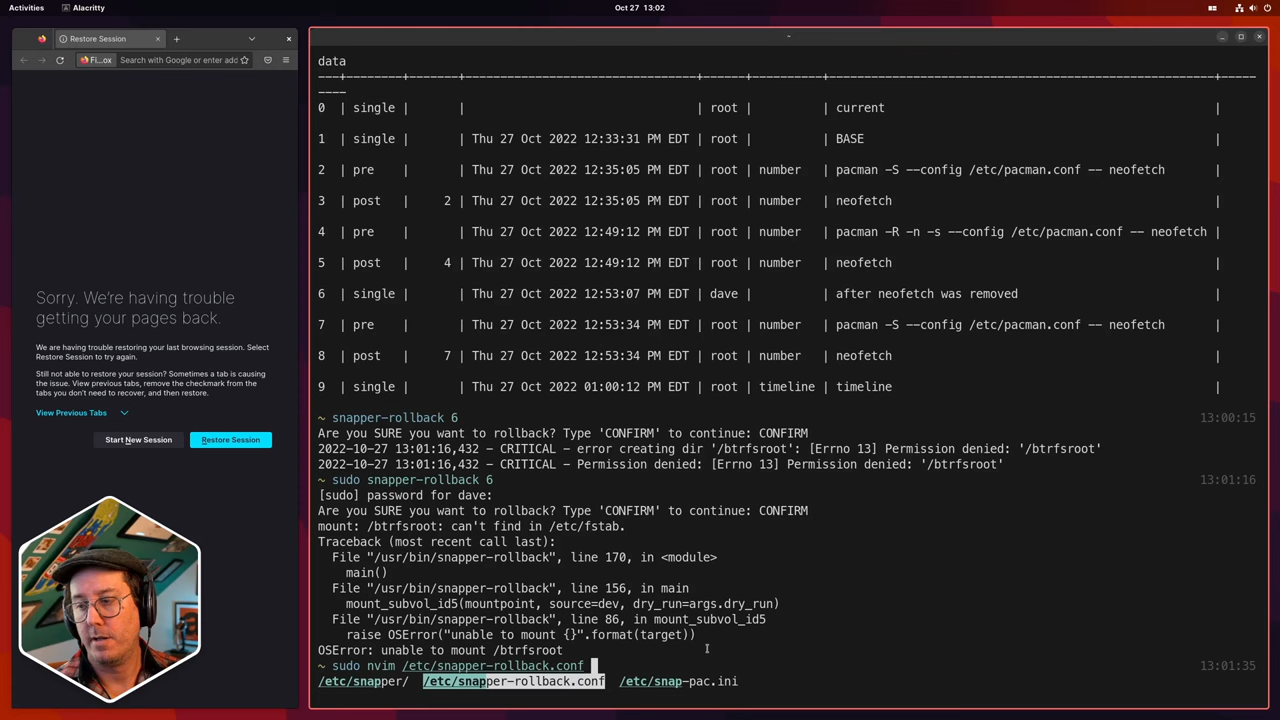 Activities Alacritty Oct 27 13:02
Restore Session
Fi...ox Search with Google or enter adc
Sorry. We're having trouble
getting your pages back.
We are having trouble restoring your last browsing session. Select
Restore Session to try again.
Still not able to restore your session? Sometimes a tab is causing
the issue. View previous tabs, remove the checkmark from the
tabs you don't need to recover, and then restore.
View Previous Tabs
Start New Session Restore Session
~
data
---+--------+-------+---------------------------------+------+----------+---------------------------------------------------------+-----
----
0 | single | | | root | | current |
1 | single | | Thu 27 Oct 2022 12:33:31 PM EDT | root | | BASE |
2 | pre | | Thu 27 Oct 2022 12:35:05 PM EDT | root | number | pacman -S --config /etc/pacman.conf -- neofetch |
3 | post | 2 | Thu 27 Oct 2022 12:35:05 PM EDT | root | number | neofetch |
4 | pre | | Thu 27 Oct 2022 12:49:12 PM EDT | root | number | pacman -R -n -s --config /etc/pacman.conf -- neofetch |
5 | post | 4 | Thu 27 Oct 2022 12:49:12 PM EDT | root | number | neofetch |
6 | single | | Thu 27 Oct 2022 12:53:07 PM EDT | dave | | after neofetch was removed |
7 | pre | | Thu 27 Oct 2022 12:53:34 PM EDT | root | number | pacman -S --config /etc/pacman.conf -- neofetch |
8 | post | 7 | Thu 27 Oct 2022 12:53:34 PM EDT | root | number | neofetch |
9 | single | | Thu 27 Oct 2022 01:00:12 PM EDT | root | timeline | timeline |
~ snapper-rollback 6 13:00:15
Are you SURE you want to rollback? Type 'CONFIRM' to continue: CONFIRM
2022-10-27 13:01:16,432 - CRITICAL - error creating dir '/btrfsroot': [Errno 13] Permission denied: '/btrfsroot'
2022-10-27 13:01:16,432 - CRITICAL - Permission denied: [Errno 13] Permission denied: '/btrfsroot'
~ sudo snapper-rollback 6 13:01:16
[sudo] password for dave:
Are you SURE you want to rollback? Type 'CONFIRM' to continue: CONFIRM
mount: /btrfsroot: can't find in /etc/fstab.
Traceback (most recent call last):
File "/usr/bin/snapper-rollback", line 170, in <module>
main()
File "/usr/bin/snapper-rollback", line 156, in main
mount_subvol_id5(mountpoint, source=dev, dry_run=args.dry_run)
File "/usr/bin/snapper-rollback", line 86, in mount_subvol_id5
raise OSError("unable to mount {}".format(target))
OSError: unable to mount /btrfsroot
~ sudo nvim /etc/snapper-rollback.conf 13:01:35
/etc/snapper/ /etc/snapper-rollback.conf /etc/snap-pac.ini